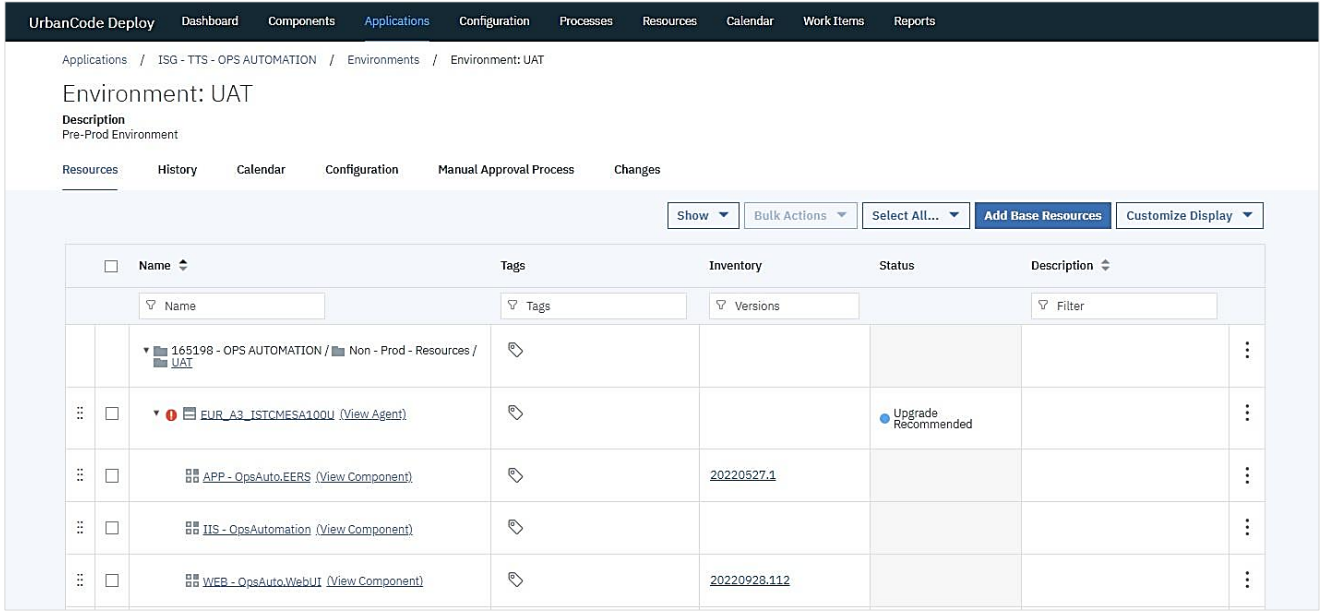 UrbanCode Deploy Dashboard Components Applications Configuration Processes Resources Calendar Work Items Reports
Applications / ISG - TTS - OPS AUTOMATION / Environments / Environment: UAT
Environment: UAT
Description
Pre-Prod Environment
Resources History Calendar Configuration Manual Approval Process Changes
Show Bulk Actions Select All... Add Base Resources Customize Display
Name Tags Inventory Status Description
Name Tags Versions Filter
165198 - OPS AUTOMATION / Non - Prod - Resources /
UAT
EUR_A3_ISTCMESA100U (View Agent) Upgrade
Recommended
APP - OpsAuto.EERS (View Component) 20220527.1
IIS - OpsAutomation (View Component)
WEB - OpsAuto.WebUI (View Component) 20220928.112